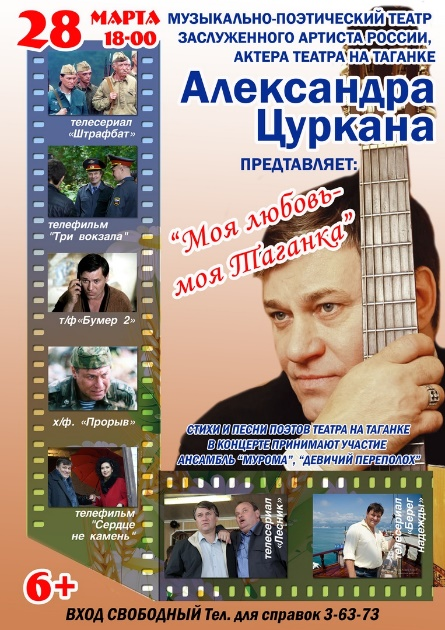 28 МАРТА
18-00
МУЗЫКАЛЬНО-ПОЭТИЧЕСКИЙ ТЕАТР
ЗАСЛУЖЕННОГО АРТИСТА РОССИИ,
АКТЕРА ТЕАТРА НА ТАГАНКЕ
Александра
Цуркана
ПРЕДТАВЛЯЕТ:
"Моя любовь-
моя Таганка"
телесериал
«Штрафбат»
телефильм
"Три вокзала"
т/ф«Бумер 2»
х/ф. «Прорыв»
телефильм
"Сердце
не камень"
СТИХИ И ПЕСНИ ПОЭТОВ ТЕАТРА НА ТАГАНКЕ
В КОНЦЕРТЕ ПРИНИМАЮТ УЧАСТИЕ
АНСАМБЛЬ "МУРОМА", "ДЕВИЧИЙ ПЕРЕПОЛОХ"
телесериал
«Лесник»
телесериал
«Берег
надежды»
6+
ВХОД СВОБОДНЫЙ Тел. для справок 3-63-73